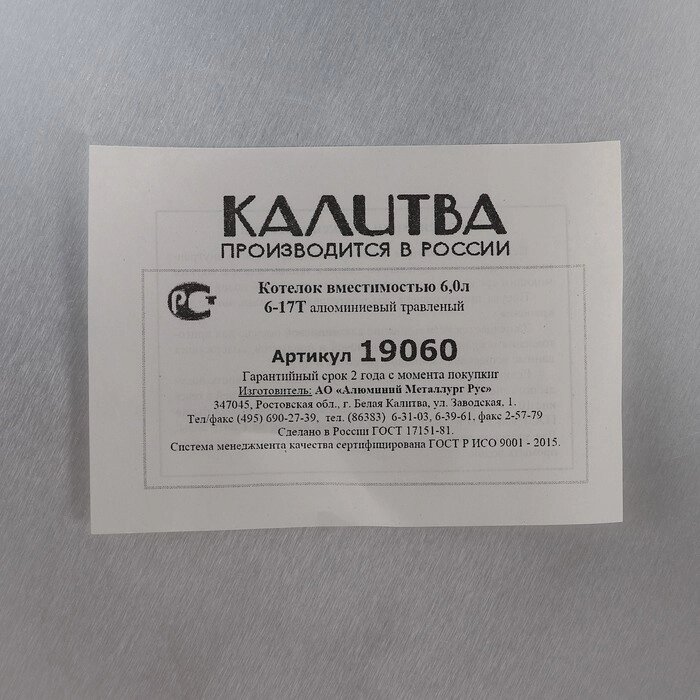 КАЛИТВА
ПРОИЗВОДИТСЯ В РОССИИ
РСТ
Котелок вместимостью 6,0л
6-17Т алюминиевый травленый
Артикул 19060
Гарантийный срок 2 года с момента покупкиг
Изготовитель: АО «Алюминий Металлург Рус»
347045, Ростовская обл., г. Белая Калитва, ул. Заводская, 1.
Тел/факс (495) 690-27-39, тел. (86383) 6-31-03, 6-39-61, факс 2-57-79
Сделано в России ГОСТ 17151-81.
Система менеджмента качества сертифицирована ГОСТ Р ИСО 9001 - 2015.